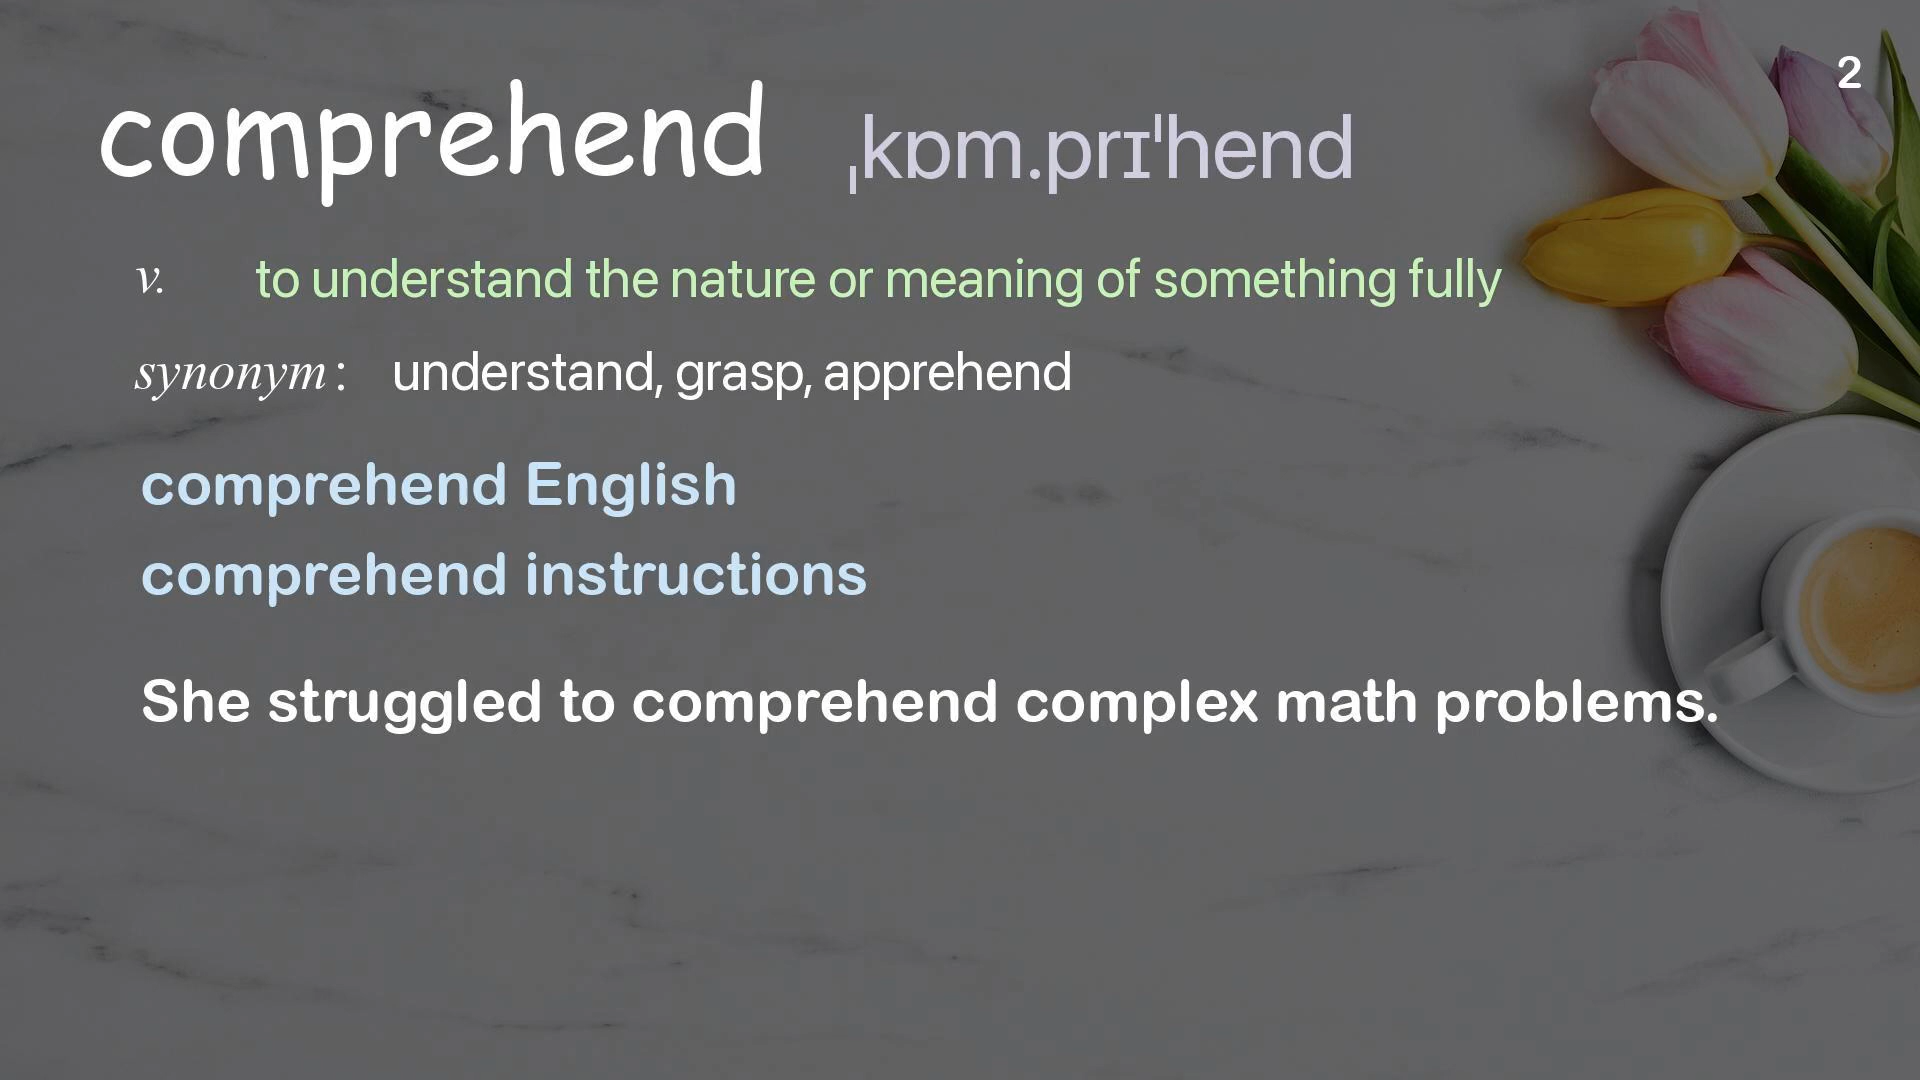 2
comprehend ˌkɒm.prɪˈhend
v. to understand the nature or meaning of something fully
synonym : understand, grasp, apprehend
comprehend English
comprehend instructions
She struggled to comprehend complex math problems.